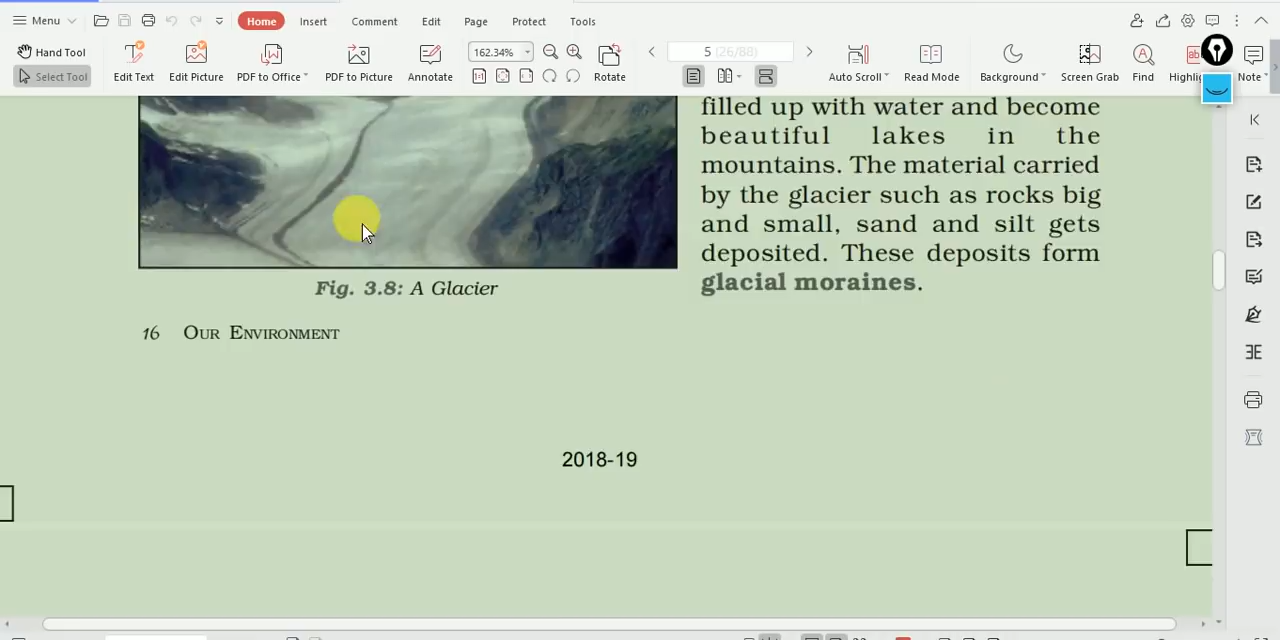 Menu
Home
Insert
Comment
Edit
Page
Protect
Tools
Hand Tool
Select Tool
Edit Text
Edit Picture
PDF to Office
PDF to Picture
Annotate
162.34%
Rotate
5 (26/88)
Auto Scroll
Read Mode
Background
Screen Grab
Find
Note
filled up with water and become
beautiful lakes in the
mountains. The material carried
by the glacier such as rocks big
and small, sand and silt gets
deposited. These deposits form
glacial moraines.
Fig. 3.8: A Glacier
16 OUR ENVIRONMENT
2018-19